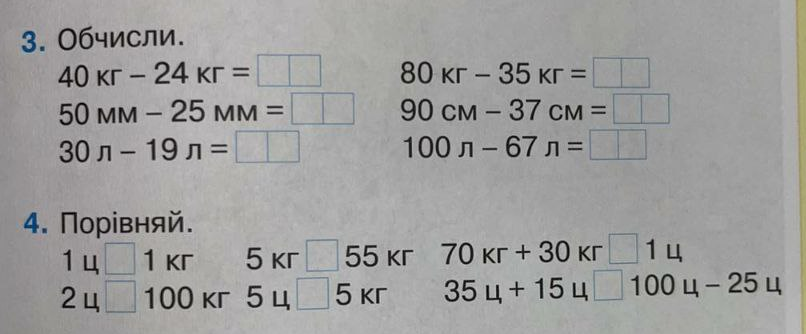 3. Обчисли.
40 кг – 24 кг = 80 кг – 35 кг =
50 мм – 25 мм = 90 см – 37 см =
30 л – 19 л = 100 л – 67 л =
4. Порівняй.
1 ц □ 1 кг 5 кг □ 55 кг 70 кг + 30 кг □ 1 ц
2 ц □ 100 кг 5 ц □ 5 кг 35 ц + 15 ц □ 100 ц – 25 ц